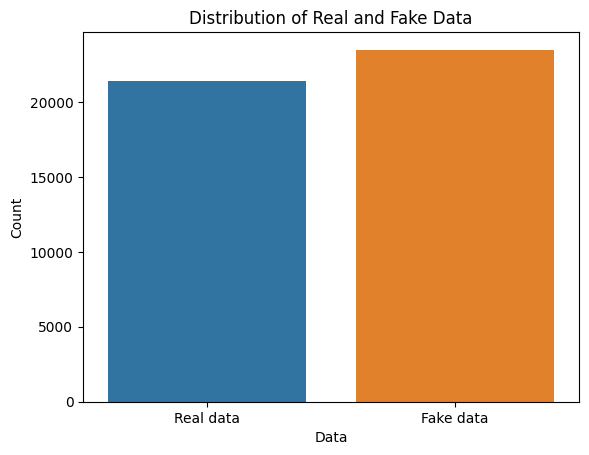 Distribution of Real and Fake Data
Count
20000
15000
10000
5000
0
Real data Fake data
Data